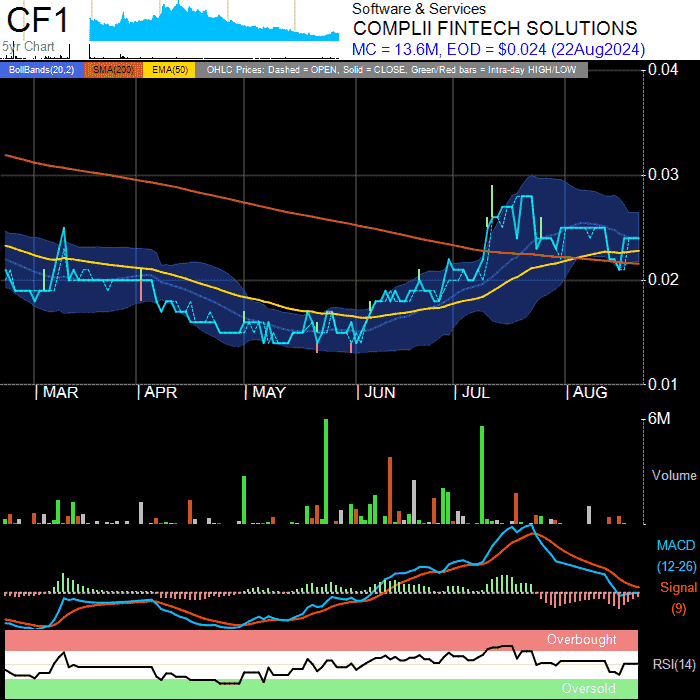 CF1
5yr Chart
Software & Services
COMPLII FINTECH SOLUTIONS
MC = 13.6M, EOD = $0.024 (22Aug2024)
BollBands(20,2) SMA(200) EMA(50) OHLC Prices: Dashed = OPEN, Solid = CLOSE, Green/Red bars = Intra-day HIGH/LOW
0.04
0.03
0.02
0.01
| MAR | APR | MAY | JUN | JUL | AUG
6M
Volume
MACD
(12-26)
Signal
(9)
Overbought
RSI(14)
Oversold